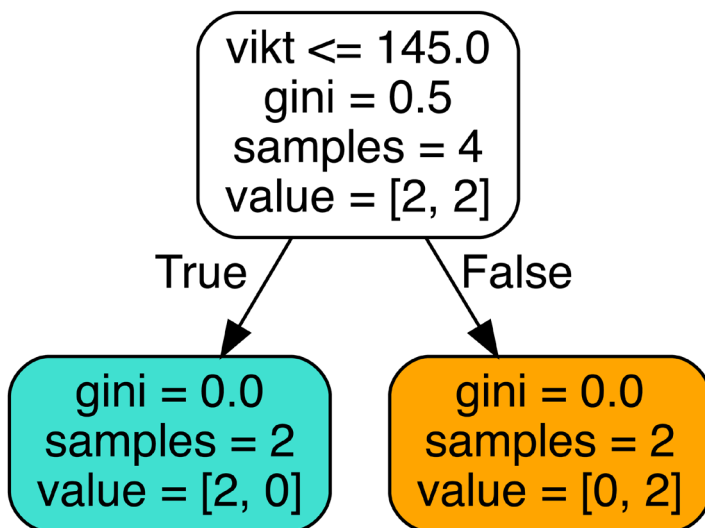 vikt <= 145.0
gini = 0.5
samples = 4
value = [2, 2]
True
False
gini = 0.0
samples = 2
value = [2, 0]
gini = 0.0
samples = 2
value = [0, 2]